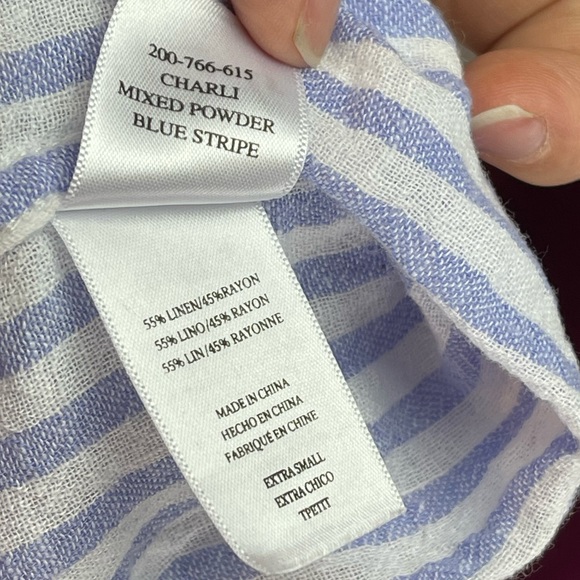 200-766-615
CHARLI
MIXED POWDER
BLUE STRIPE
55% LINEN/45%RAYON
55% LINO/45% RAYON
55% LIN/45% RAYONNE
MADE IN CHINA
HECHO EN CHINA
FABRIQUÉ EN CHINE
EXTRA SMALL
EXTRA CHICO
TPETIT